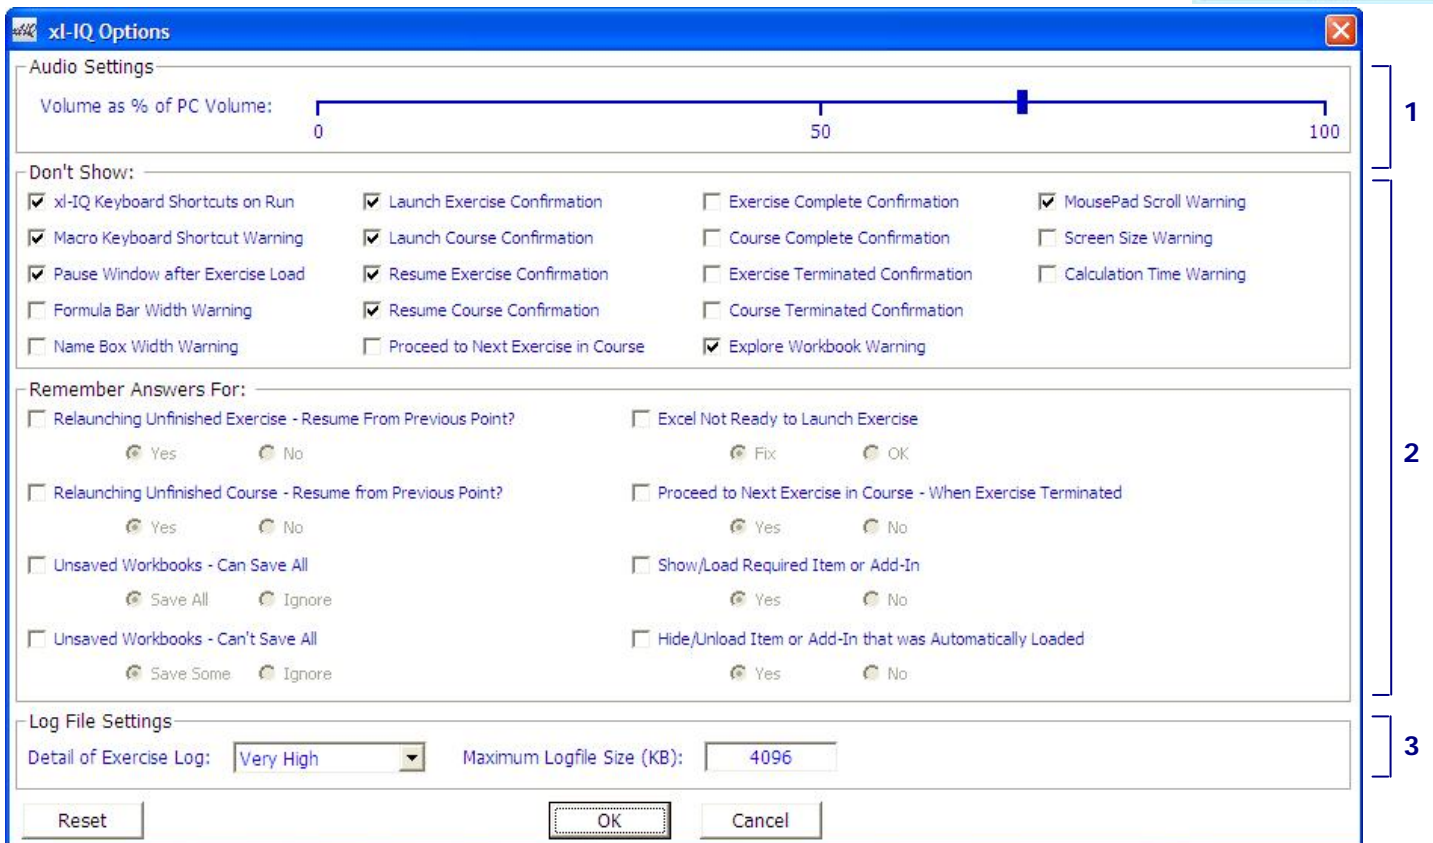 xl-IQ Options
Audio Settings
Volume as % of PC Volume:
0 50 100
1
Don't Show:
xl-IQ Keyboard Shortcuts on Run Launch Exercise Confirmation Exercise Complete Confirmation MousePad Scroll Warning
Macro Keyboard Shortcut Warning Launch Course Confirmation Course Complete Confirmation Screen Size Warning
Pause Window after Exercise Load Resume Exercise Confirmation Exercise Terminated Confirmation Calculation Time Warning
Formula Bar Width Warning Resume Course Confirmation Course Terminated Confirmation
Name Box Width Warning Proceed to Next Exercise in Course Explore Workbook Warning
Remember Answers For:
Relaunching Unfinished Exercise - Resume From Previous Point? Excel Not Ready to Launch Exercise
Yes No Fix OK
2
Relaunching Unfinished Course - Resume from Previous Point? Proceed to Next Exercise in Course - When Exercise Terminated
Yes No Yes No
Unsaved Workbooks - Can Save All Show/Load Required Item or Add-In
Save All Ignore Yes No
Unsaved Workbooks - Can't Save All Hide/Unload Item or Add-In that was Automatically Loaded
Save Some Ignore Yes No
Log File Settings
Detail of Exercise Log: Very High Maximum Logfile Size (KB): 4096
3
Reset OK Cancel